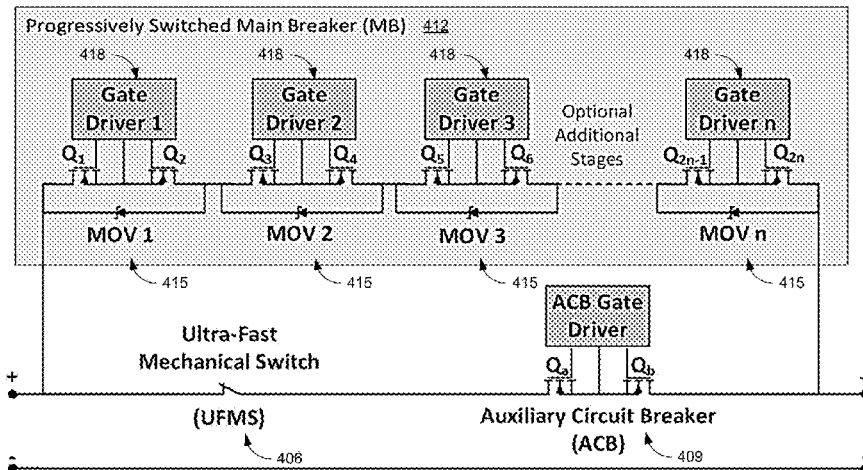 Progressively Switched Main Breaker (MB) 412
418 418 418 418
Gate Driver 1
Gate Driver 2
Gate Driver 3
Optional Additional Stages
Gate Driver n
Q1 Q2 Q3 Q4 Q5 Q6 Q2n-1 Q2n
MOV 1 MOV 2 MOV 3 MOV n
415 415 415 415
ACB Gate Driver
Ultra-Fast
Mechanical Switch
Qa Qb
+ +
(UFMS)
Auxiliary Circuit Breaker
(ACB)
406 409
- -